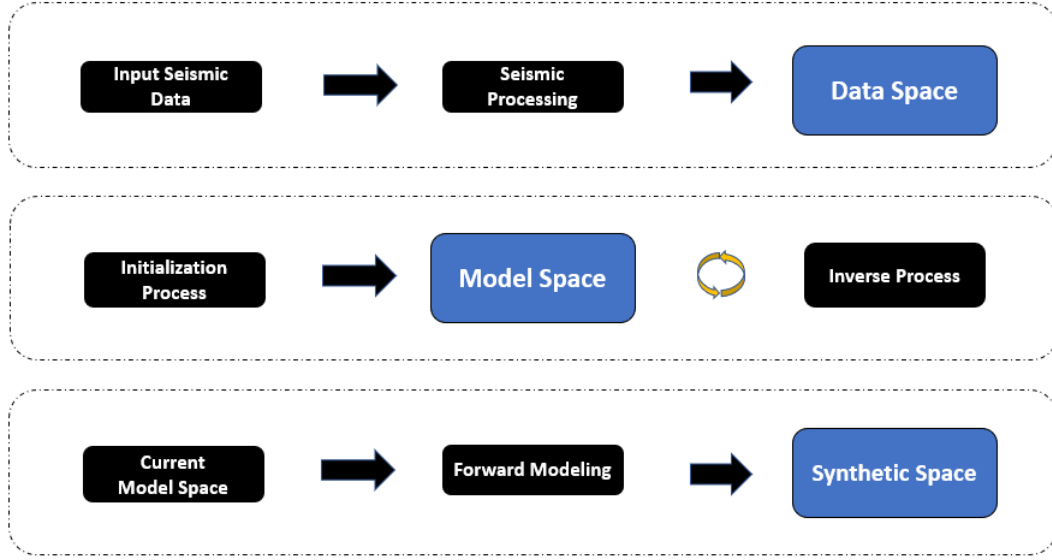 Input Seismic
Data
Seismic
Processing
Data Space
Initialization
Process
Model Space
Inverse Process
Current
Model Space
Forward Modeling
Synthetic Space